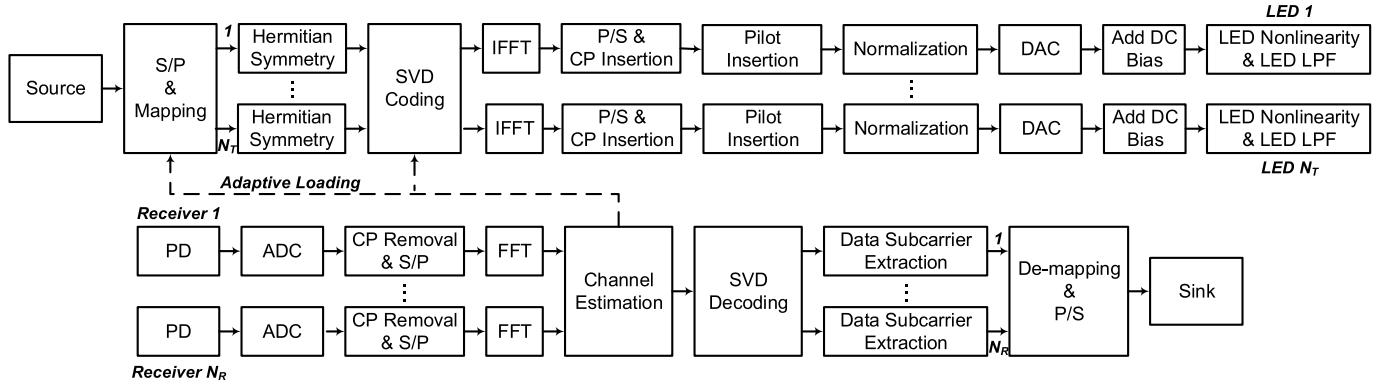 LED 1
Source
S/P
&
Mapping
1
Hermitian
Symmetry
SVD
Coding
IFFT
P/S &
CP Insertion
Pilot
Insertion
Normalization
DAC
Add DC
Bias
LED Nonlinearity
& LED LPF
N_T
Hermitian
Symmetry
IFFT
P/S &
CP Insertion
Pilot
Insertion
Normalization
DAC
Add DC
Bias
LED Nonlinearity
& LED LPF
LED N_T
Adaptive Loading
Receiver 1
PD
ADC
CP Removal
& S/P
FFT
Channel
Estimation
SVD
Decoding
Data Subcarrier
Extraction
1
De-mapping
&
P/S
Sink
PD
ADC
CP Removal
& S/P
FFT
Data Subcarrier
Extraction
N_R
Receiver N_R